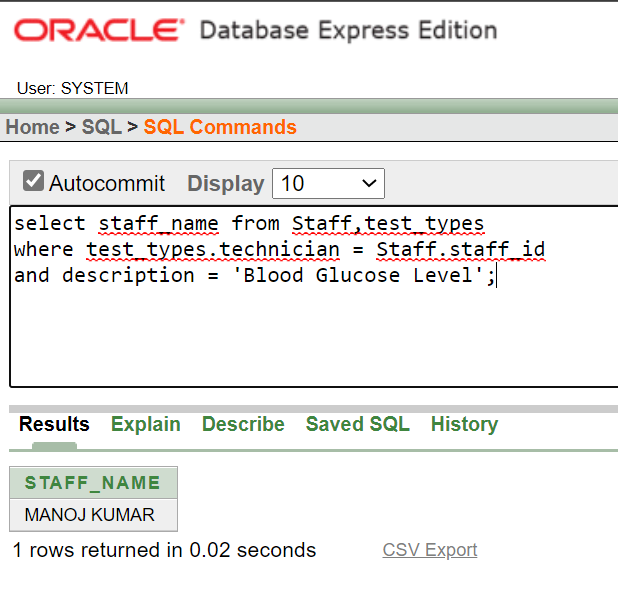 ORACLE® Database Express Edition
User: SYSTEM
Home > SQL > SQL Commands
Autocommit Display 10
select staff_name from Staff,test_types
where test_types.technician = Staff.staff_id
and description = 'Blood Glucose Level';
Results Explain Describe Saved SQL History
STAFF_NAME
MANOJ KUMAR
1 rows returned in 0.02 seconds CSV Export